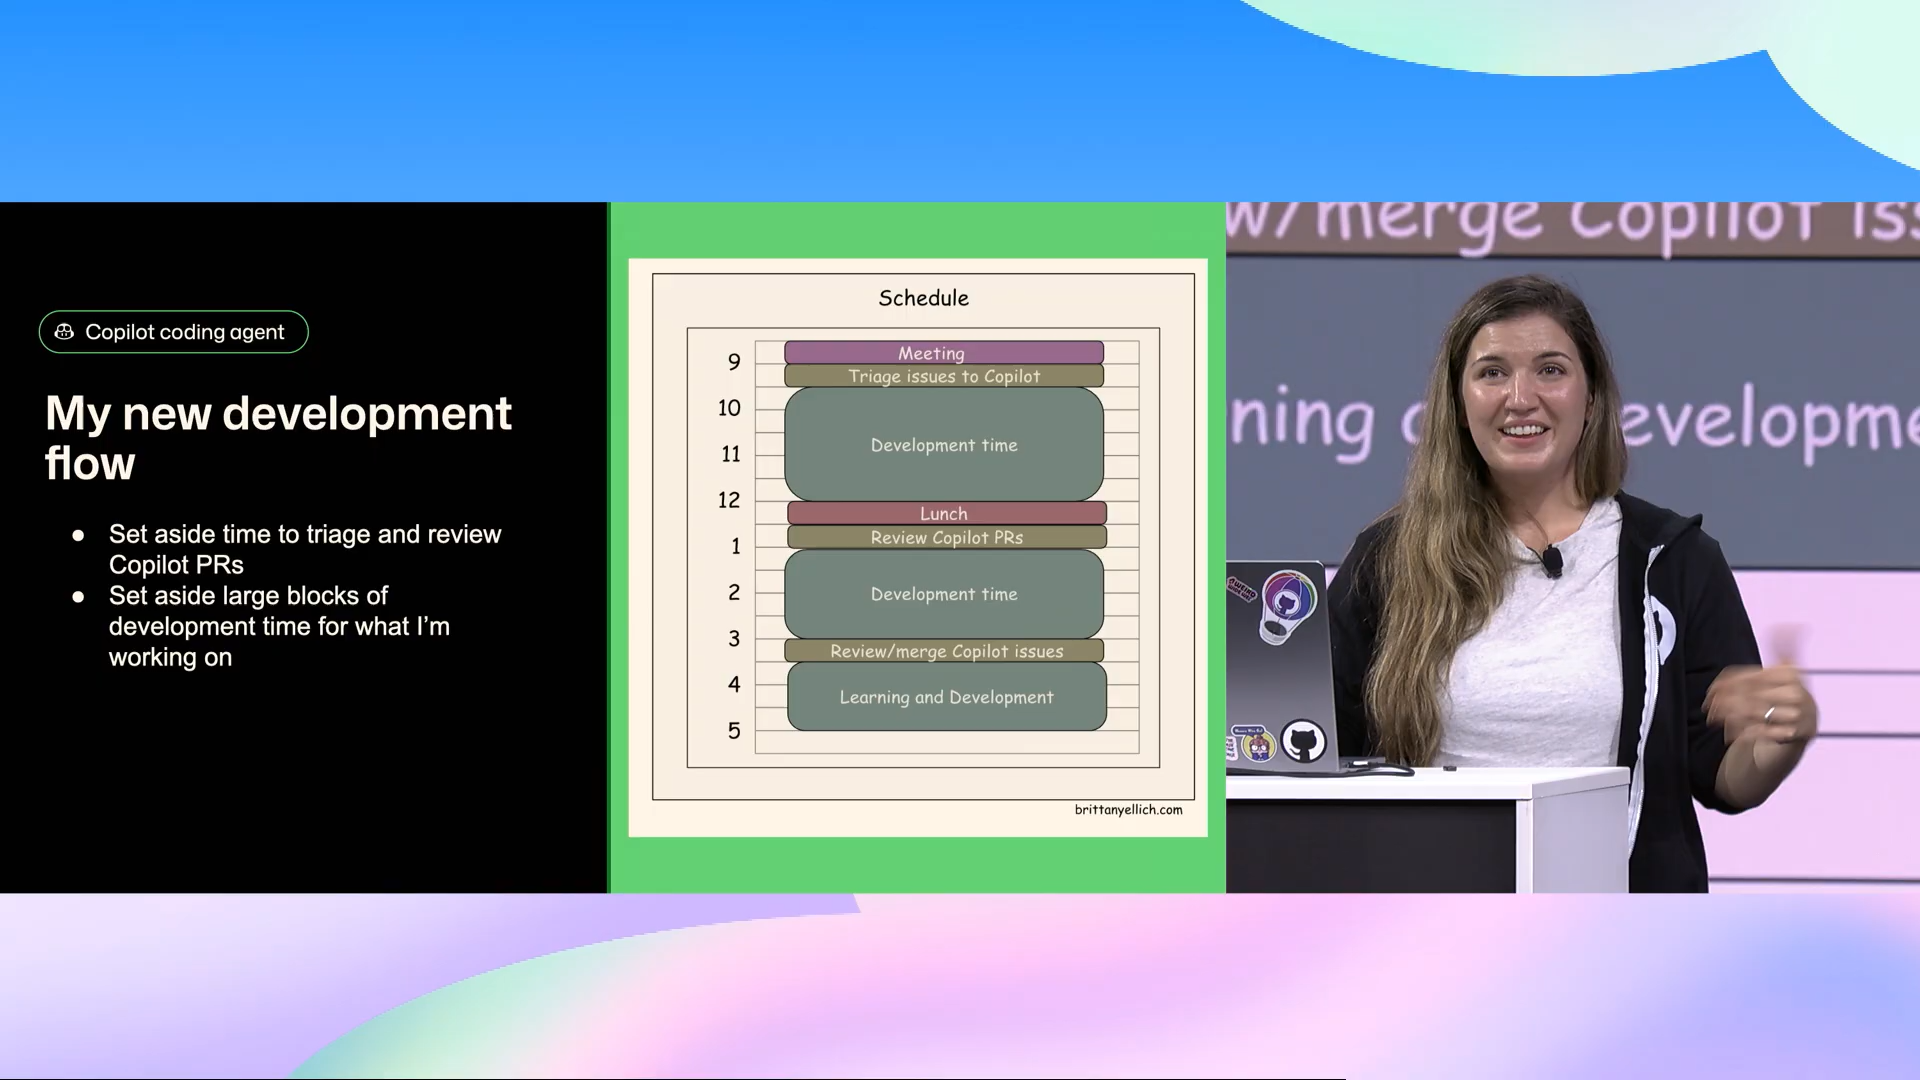 Copilot coding agent
My new development
flow
● Set aside time to triage and review
Copilot PRs
● Set aside large blocks of
development time for what I'm
working on
Schedule
9
Meeting
Triage issues to Copilot
10
Development time
11
12
Lunch
Review Copilot PRs
1
2
Development time
3
Review/merge Copilot issues
4
Learning and Development
5
brittanyellich.com
w/merge Copilot iss
ning evelopme